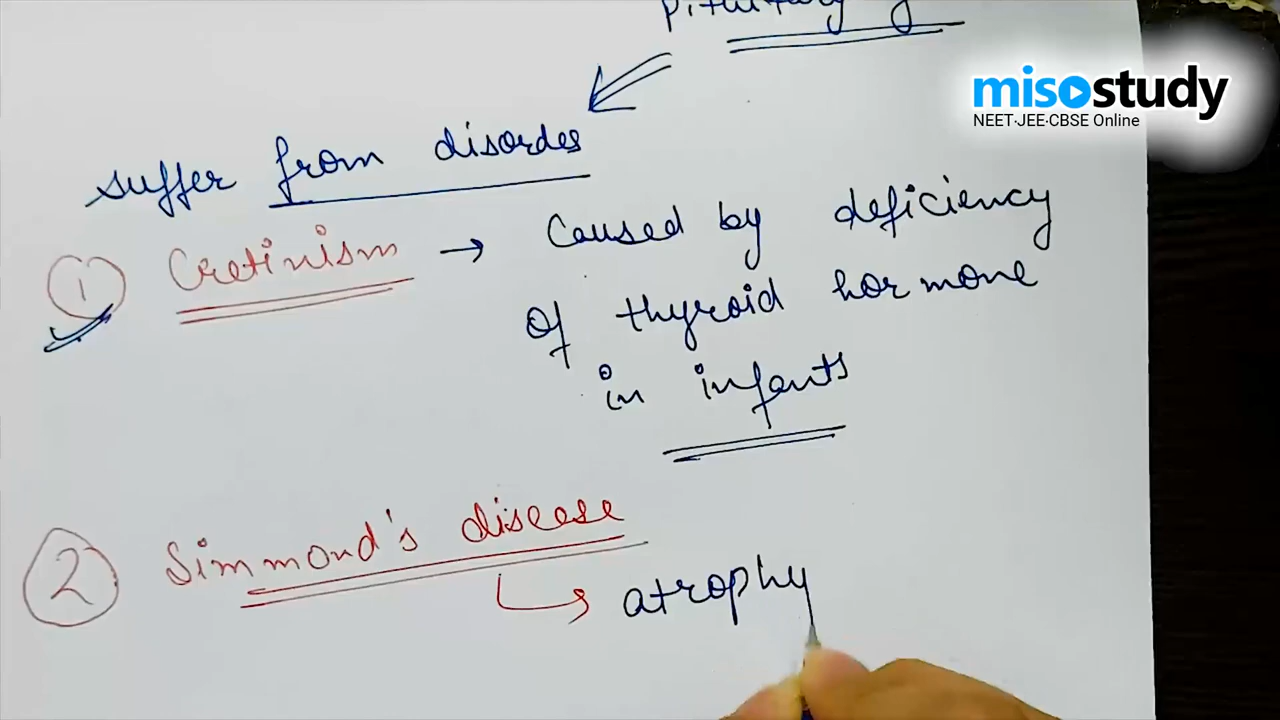 Pituitary g
misostudy
NEET·JEE·CBSE Online
suffer from disordes
① Cretinism → Caused by deficiency
of thyroid hormone
in infants
② Simmond's disease
↳ atrophy